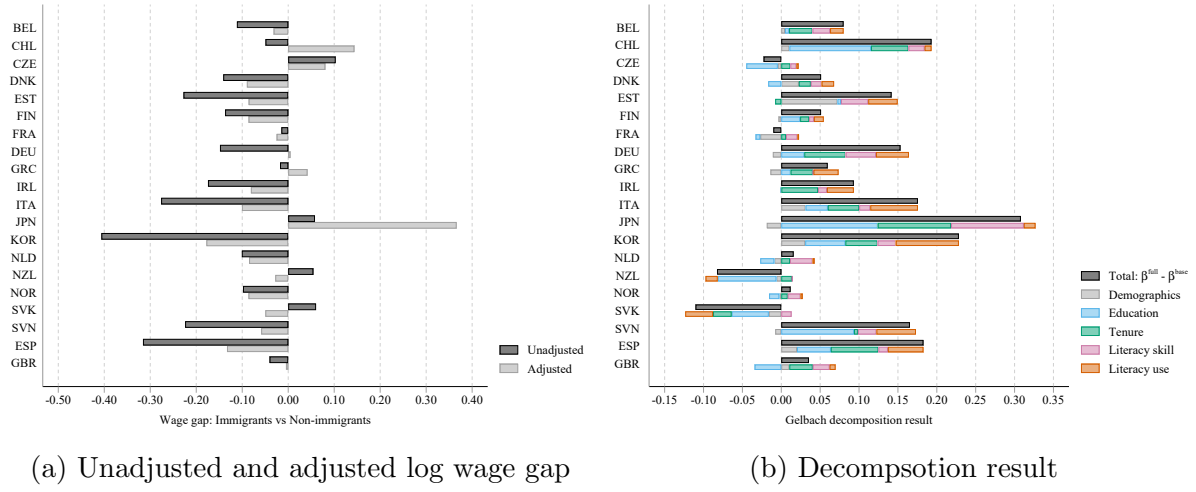 BEL
CHL
CZE
DNK
EST
FIN
FRA
DEU
GRC
IRL
ITA
JPN
KOR
NLD
NZL
NOR
SVK
SVN
ESP
GBR
Unadjusted
Adjusted
-0.50 -0.40 -0.30 -0.20 -0.10 0.00 0.10 0.20 0.30 0.40
Wage gap: Immigrants vs Non-immigrants
(a) Unadjusted and adjusted log wage gap
BEL
CHL
CZE
DNK
EST
FIN
FRA
DEU
GRC
IRL
ITA
JPN
KOR
NLD
NZL
NOR
SVK
SVN
ESP
GBR
Total: β^full - β^base
Demographics
Education
Tenure
Literacy skill
Literacy use
-0.15 -0.10 -0.05 0.00 0.05 0.10 0.15 0.20 0.25 0.30 0.35
Gelbach decomposition result
(b) Decompsotion result